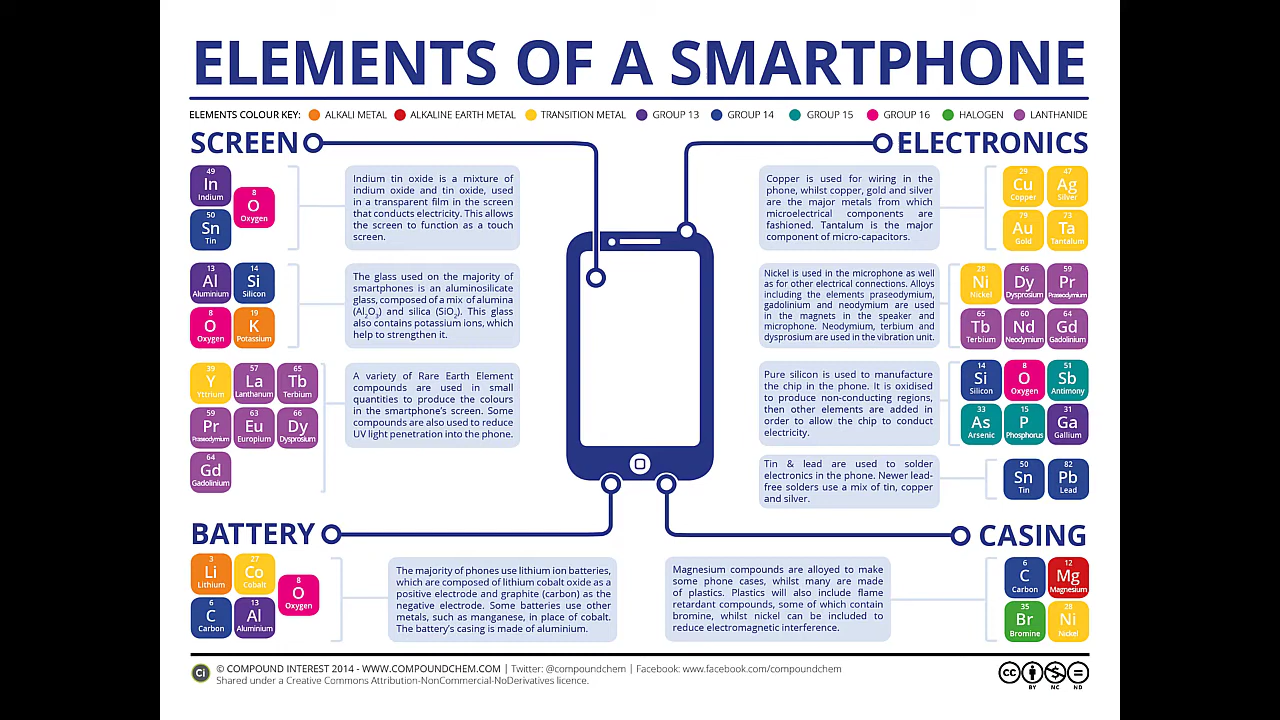 ELEMENTS OF A SMARTPHONE
ELEMENTS COLOUR KEY: ALKALI METAL ALKALINE EARTH METAL TRANSITION METAL GROUP 13 GROUP 14 GROUP 15 GROUP 16 HALOGEN LANTHANIDE
SCREEN
49
In
Indium
8
O
Oxygen
50
Sn
Tin
Indium tin oxide is a mixture of
indium oxide and tin oxide, used
in a transparent film in the screen
that conducts electricity. This allows
the screen to function as a touch
screen.
13
Al
Aluminium
14
Si
Silicon
8
O
Oxygen
19
K
Potassium
The glass used on the majority of
smartphones is an aluminosilicate
glass, composed of a mix of alumina
(Al₂O₃) and silica (SiO₂). This glass
also contains potassium ions, which
help to strengthen it.
39
Y
Yttrium
57
La
Lanthanum
65
Tb
Terbium
59
Pr
Praseodymium
63
Eu
Europium
66
Dy
Dysprosium
64
Gd
Gadolinium
A variety of Rare Earth Element
compounds are used in small
quantities to produce the colours
in the smartphone's screen. Some
compounds are also used to reduce
UV light penetration into the phone.
ELECTRONICS
Copper is used for wiring in the
phone, whilst copper, gold and silver
are the major metals from which
microelectrical components are
fashioned. Tantalum is the major
component of micro-capacitors.
29
Cu
Copper
47
Ag
Silver
79
Au
Gold
73
Ta
Tantalum
Nickel is used in the microphone as well
as for other electrical connections. Alloys
including the elements praseodymium,
gadolinium and neodymium are used
in the magnets in the speaker and
microphone. Neodymium, terbium and
dysprosium are used in the vibration unit.
28
Ni
Nickel
66
Dy
Dysprosium
59
Pr
Praseodymium
65
Tb
Terbium
60
Nd
Neodymium
64
Gd
Gadolinium
Pure silicon is used to manufacture
the chip in the phone. It is oxidised
to produce non-conducting regions,
then other elements are added in
order to allow the chip to conduct
electricity.
14
Si
Silicon
8
O
Oxygen
51
Sb
Antimony
33
As
Arsenic
15
P
Phosphorus
31
Ga
Gallium
Tin & lead are used to solder
electronics in the phone. Newer lead-
free solders use a mix of tin, copper
and silver.
50
Sn
Tin
82
Pb
Lead
BATTERY
3
Li
Lithium
27
Co
Cobalt
8
O
Oxygen
6
C
Carbon
13
Al
Aluminium
The majority of phones use lithium ion batteries,
which are composed of lithium cobalt oxide as a
positive electrode and graphite (carbon) as the
negative electrode. Some batteries use other
metals, such as manganese, in place of cobalt.
The battery's casing is made of aluminium.
CASING
Magnesium compounds are alloyed to make
some phone cases, whilst many are made
of plastics. Plastics will also include flame
retardant compounds, some of which contain
bromine, whilst nickel can be included to
reduce electromagnetic interference.
6
C
Carbon
12
Mg
Magnesium
35
Br
Bromine
28
Ni
Nickel
Ci © COMPOUND INTEREST 2014 - WWW.COMPOUNDCHEM.COM | Twitter: @compoundchem | Facebook: www.facebook.com/compoundchem
Shared under a Creative Commons Attribution-NonCommercial-NoDerivatives licence.
cc
BY NC ND